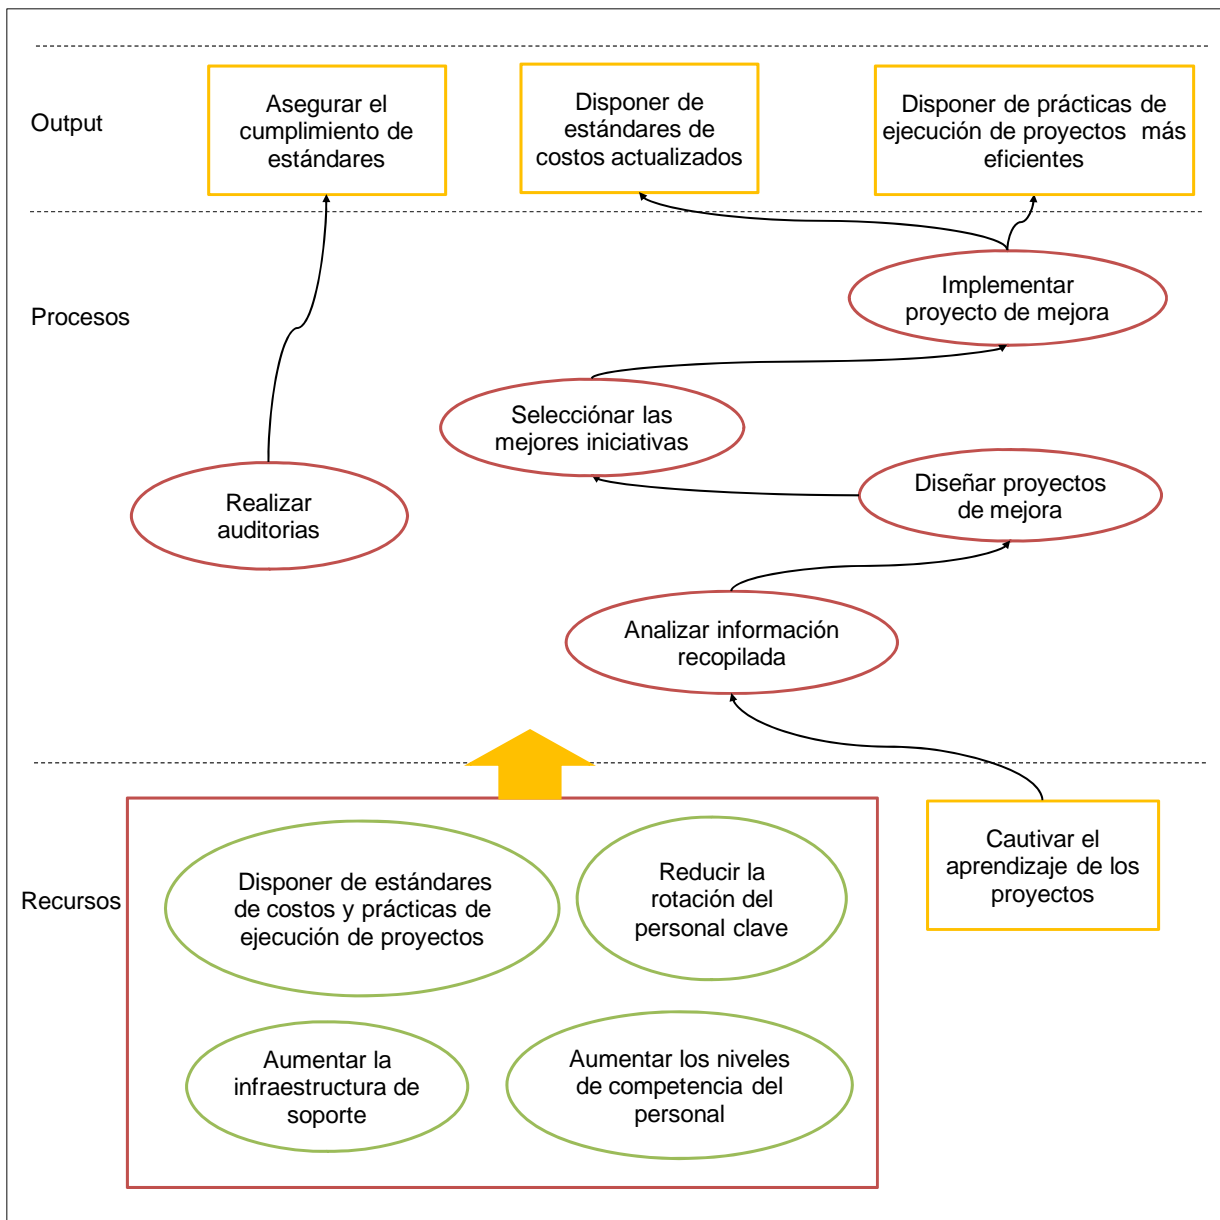 Output
Asegurar el
cumplimiento de
estándares
Disponer de
estándares de
costos actualizados
Disponer de prácticas de
ejecución de proyectos más
eficientes
Procesos
Implementar
proyecto de mejora
Selecciónar las
mejores iniciativas
Realizar
auditorias
Diseñar proyectos
de mejora
Analizar información
recopilada
Recursos
Disponer de estándares
de costos y prácticas de
ejecución de proyectos
Reducir la
rotación del
personal clave
Cautivar el
aprendizaje de los
proyectos
Aumentar la
infraestructura de
soporte
Aumentar los niveles
de competencia del
personal